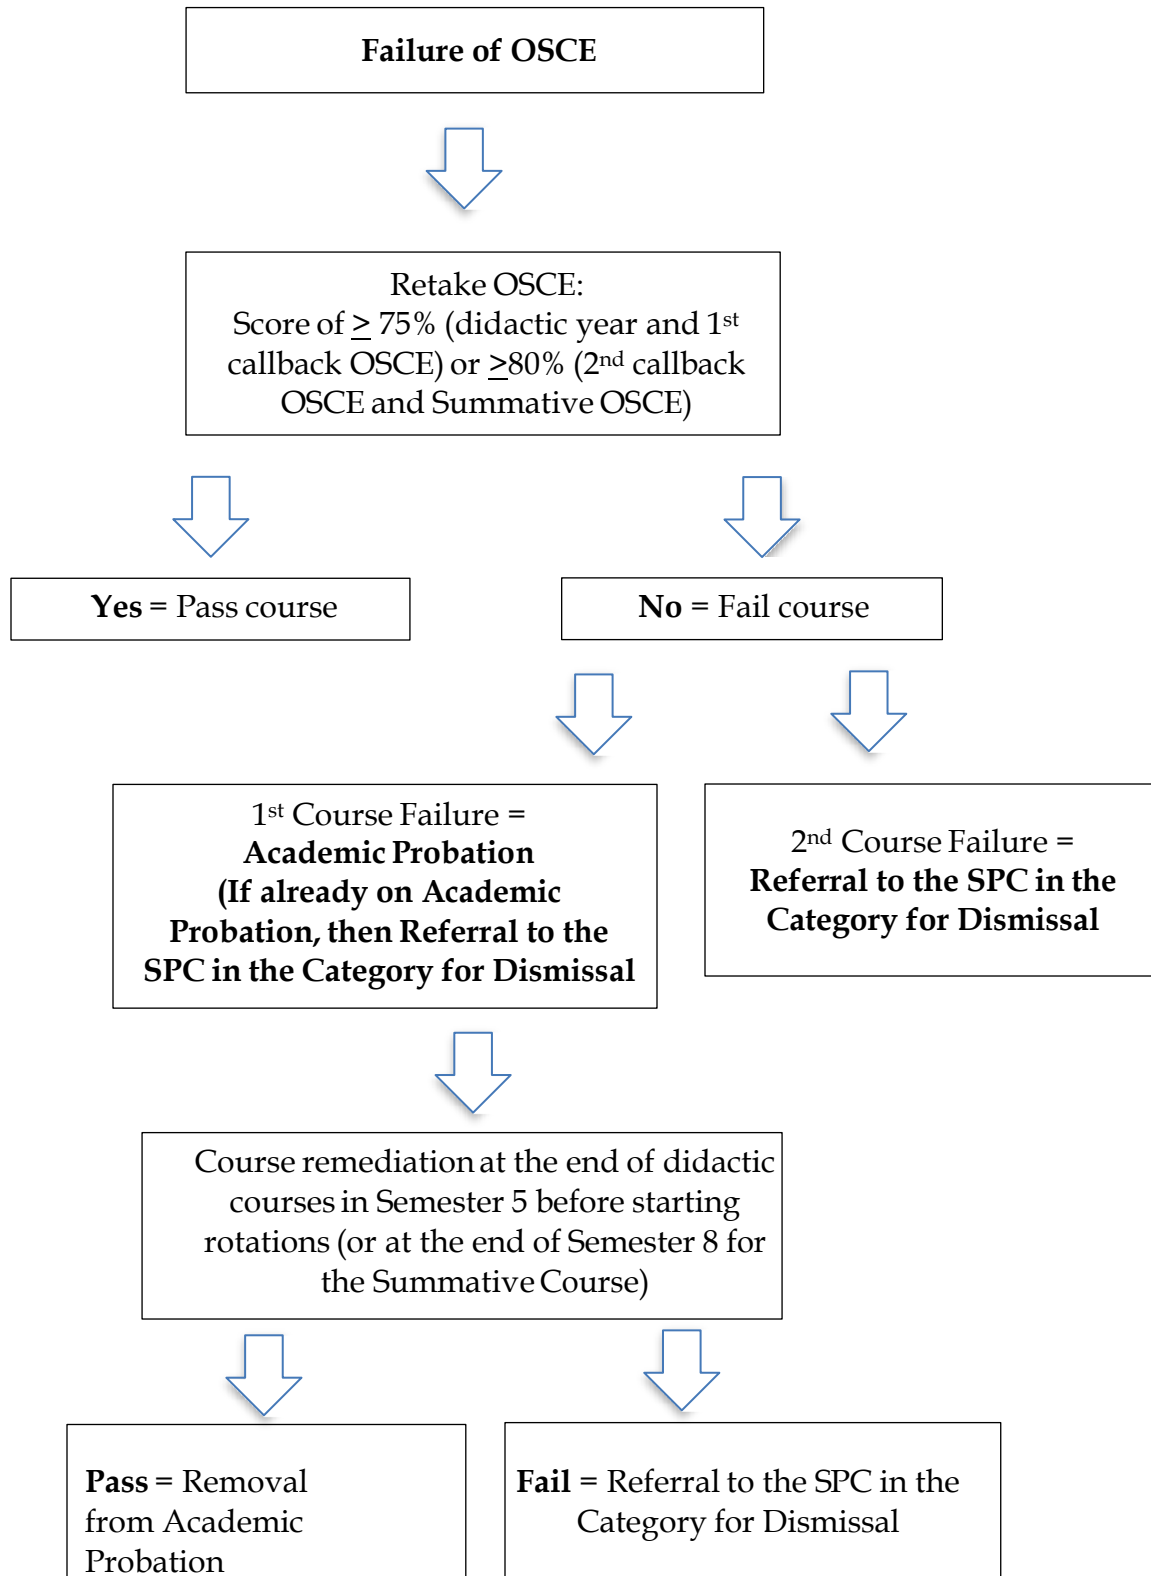 Failure of OSCE
Retake OSCE:
Score of ≥ 75% (didactic year and 1st
callback OSCE) or ≥80% (2nd callback
OSCE and Summative OSCE)
Yes = Pass course
No = Fail course
1st Course Failure =
Academic Probation
(If already on Academic
Probation, then Referral to the
SPC in the Category for Dismissal
2nd Course Failure =
Referral to the SPC in the
Category for Dismissal
Course remediation at the end of didactic
courses in Semester 5 before starting
rotations (or at the end of Semester 8 for
the Summative Course)
Pass = Removal
from Academic
Probation
Fail = Referral to the SPC in the
Category for Dismissal